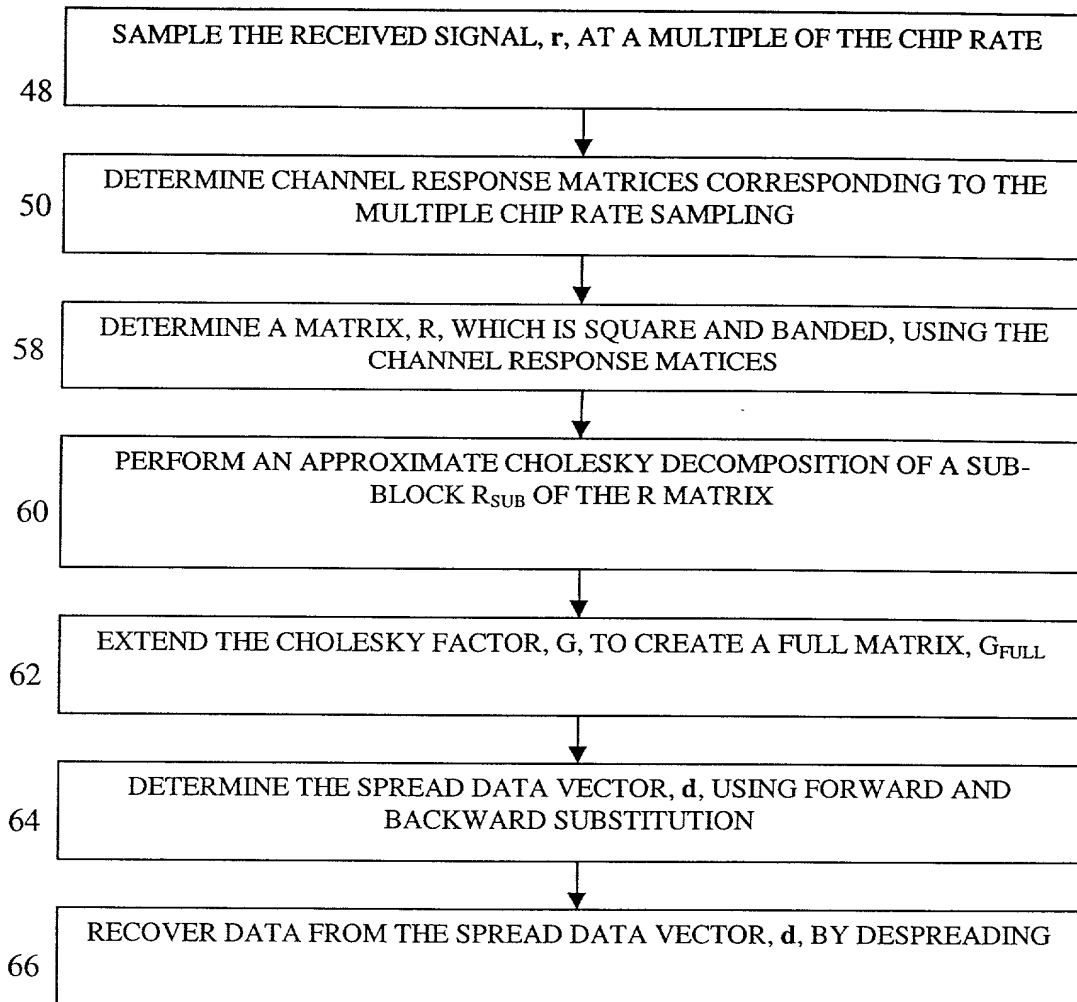 SAMPLE THE RECEIVED SIGNAL, r, AT A MULTIPLE OF THE CHIP RATE
48
DETERMINE CHANNEL RESPONSE MATRICES CORRESPONDING TO THE
MULTIPLE CHIP RATE SAMPLING
50
DETERMINE A MATRIX, R, WHICH IS SQUARE AND BANDED, USING THE
CHANNEL RESPONSE MATICES
58
PERFORM AN APPROXIMATE CHOLESKY DECOMPOSITION OF A SUB-
BLOCK RSUB OF THE R MATRIX
60
EXTEND THE CHOLESKY FACTOR, G, TO CREATE A FULL MATRIX, GFULL
62
DETERMINE THE SPREAD DATA VECTOR, d, USING FORWARD AND
BACKWARD SUBSTITUTION
64
RECOVER DATA FROM THE SPREAD DATA VECTOR, d, BY DESPREADING
66